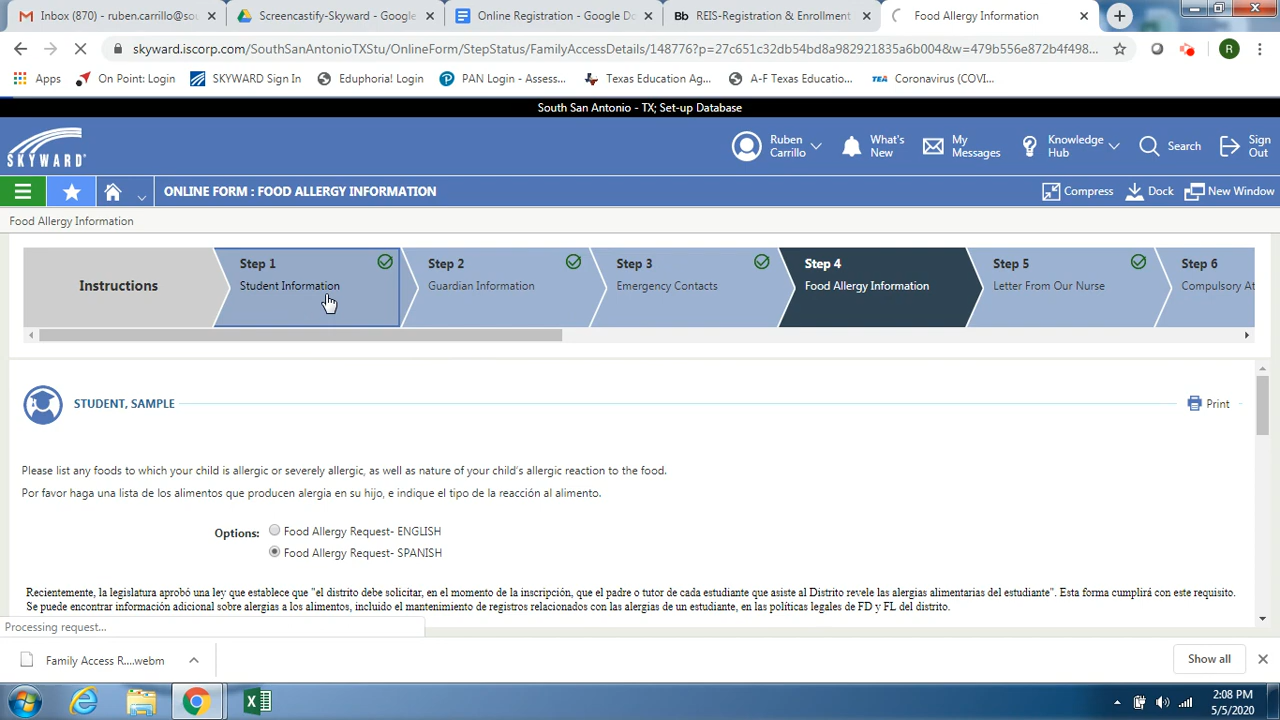 Inbox (870) - ruben.carrillo@so
Screencastify-Skyward - Google
Online Registration - Google Do
Bb REIS-Registration & Enrollment
Food Allergy Information
skyward.iscorp.com/SouthSanAntonioTXStu/OnlineForm/StepStatus/FamilyAccessDetails/148776?p=27c651c32db54bd8a982921835a6b004&w=479b556e872b4f498...
R
Apps
On Point: Login
SKYWARD Sign In
Eduphoria! Login
PAN Login - Assess...
Texas Education Ag...
A-F Texas Educatio...
TEA Coronavirus (COVI...
South San Antonio - TX; Set-up Database
SKYWARD
Ruben Carrillo
What's New
My Messages
Knowledge Hub
Search
Sign Out
ONLINE FORM : FOOD ALLERGY INFORMATION
Compress
Dock
New Window
Food Allergy Information
Instructions
Step 1
Student Information
Step 2
Guardian Information
Step 3
Emergency Contacts
Step 4
Food Allergy Information
Step 5
Letter From Our Nurse
Step 6
Compulsory At
STUDENT, SAMPLE
Print
Please list any foods to which your child is allergic or severely allergic, as well as nature of your child's allergic reaction to the food.
Por favor haga una lista de los alimentos que producen alergia en su hijo, e indique el tipo de la reacción al alimento.
Options:
Food Allergy Request- ENGLISH
Food Allergy Request- SPANISH
Recientemente, la legislatura aprobó una ley que establece que "el distrito debe solicitar, en el momento de la inscripción, que el padre o tutor de cada estudiante que asiste al Distrito revele las alergias alimentarias del estudiante". Esta forma cumplirá con este requisito.
Se puede encontrar información adicional sobre alergias a los alimentos, incluido el mantenimiento de registros relacionados con las alergias de un estudiante, en las políticas legales de FD y FL del distrito.
Processing request...
Family Access R....webm
Show all
2:08 PM
5/5/2020